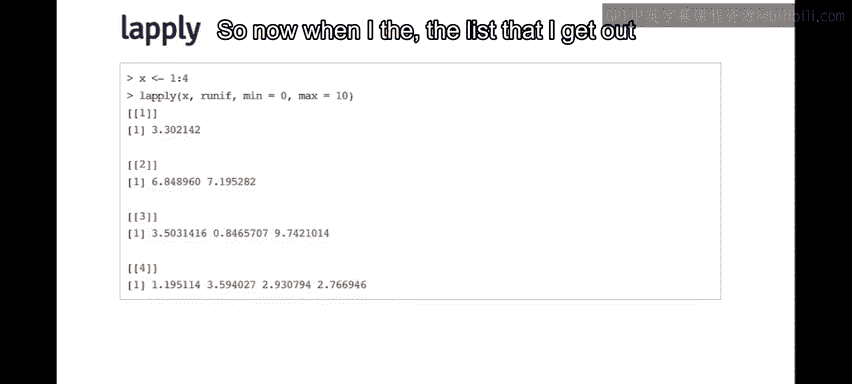 lapply
So now when I the, the list that I get out
> x <- 1:4
> lapply(x, runif, min = 0, max = 10)
[[1]]
[1] 3.302142
[[2]]
[1] 6.848960 7.195282
[[3]]
[1] 3.5031416 0.8465707 9.7421014
[[4]]
[1] 1.195114 3.594027 2.930794 2.766946